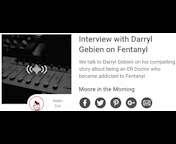 Interview with Darryl
Gebien on Fentanyl
We talk to Darryl Gebien on his compelling
story about being an ER Doctor who
became addicted to Fentanyl
Moore in the Morning